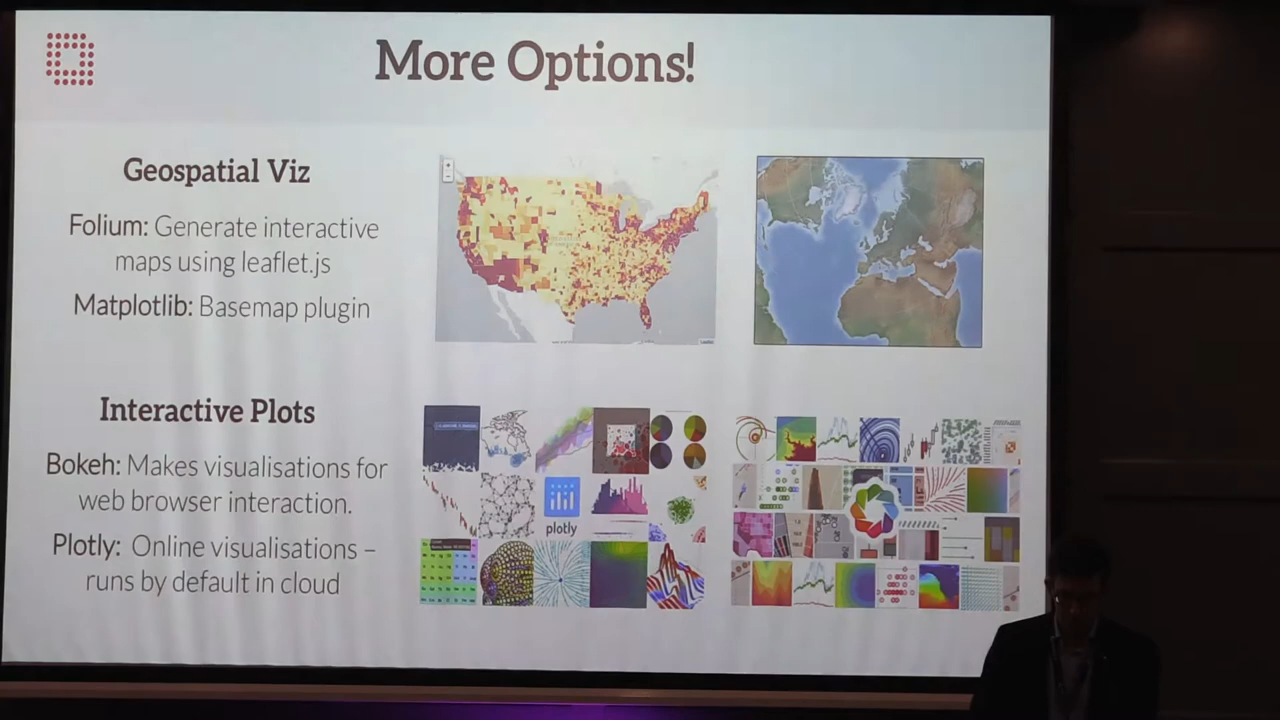 More Options!
Geospatial Viz
Folium: Generate interactive
maps using leaflet.js
Matplotlib: Basemap plugin
Interactive Plots
Bokeh: Makes visualisations for
web browser interaction.
Plotly: Online visualisations –
runs by default in cloud
plotly